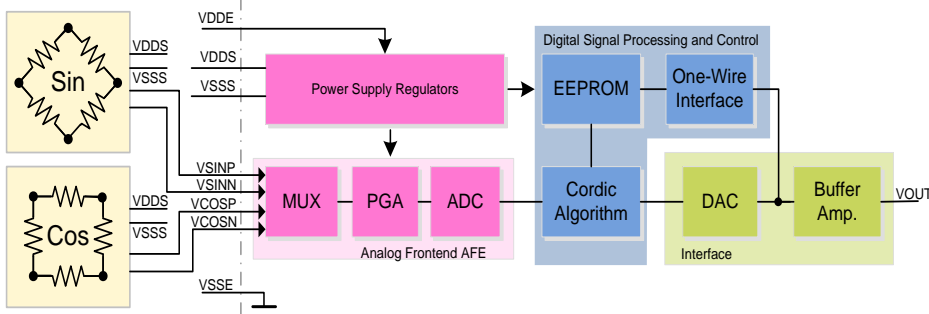 Sin
VDDS
VSSS
VDDE
VDDS
VSSS
Power Supply Regulators
Digital Signal Processing and Control
EEPROM
One-Wire
Interface
Cos
VDDS
VSSS
VSINP
VSINN
VCOSP
VCOSN
MUX
PGA
ADC
Analog Frontend AFE
Cordic
Algorithm
DAC
Buffer
Amp.
Interface
VOUT
VSSE